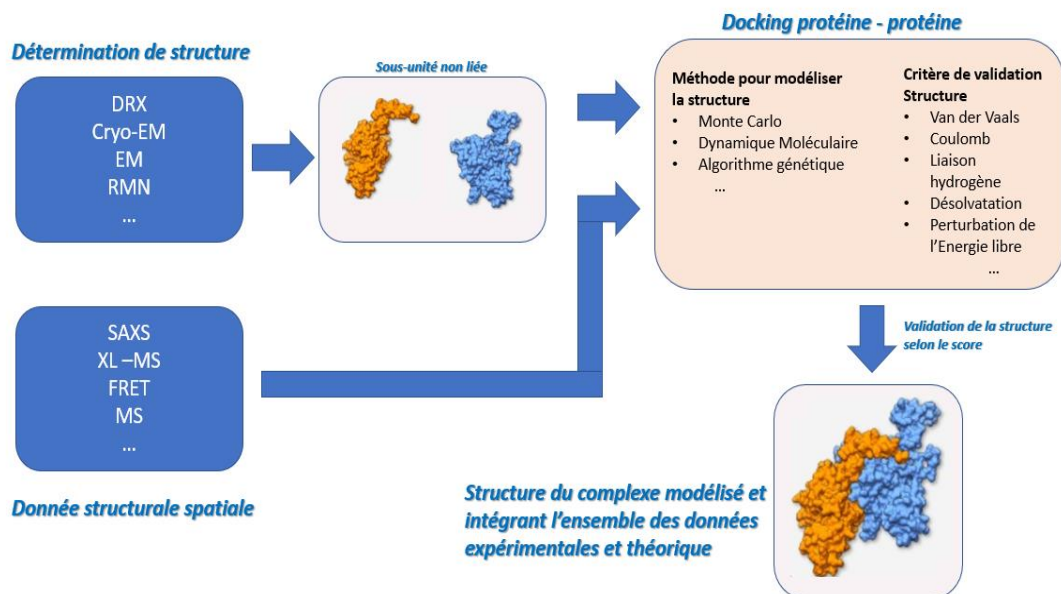 Détermination de structure
DRX
Cryo-EM
EM
RMN
...
Sous-unité non liée
Docking protéine - protéine
Méthode pour modéliser
la structure
• Monte Carlo
• Dynamique Moléculaire
• Algorithme génétique
...
Critère de validation
Structure
• Van der Vaals
• Coulomb
• Liaison
hydrogène
• Désolvatation
• Perturbation de
l'Energie libre
...
SAXS
XL –MS
FRET
MS
...
Donnée structurale spatiale
Validation de la structure
selon le score
Structure du complexe modélisé et
intégrant l'ensemble des données
expérimentales et théorique